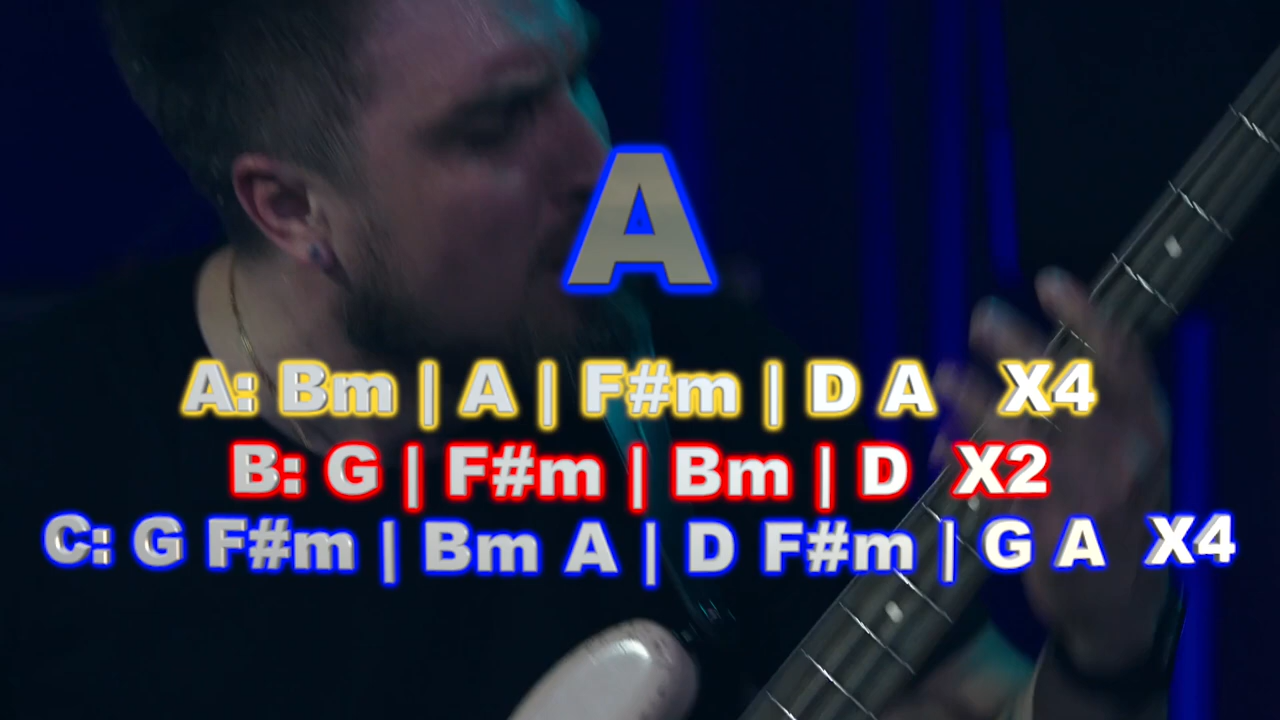 A
A: Bm | A | F#m | D A X4
B: G | F#m | Bm | D X2
C: G F#m | Bm A | D F#m | G A X4